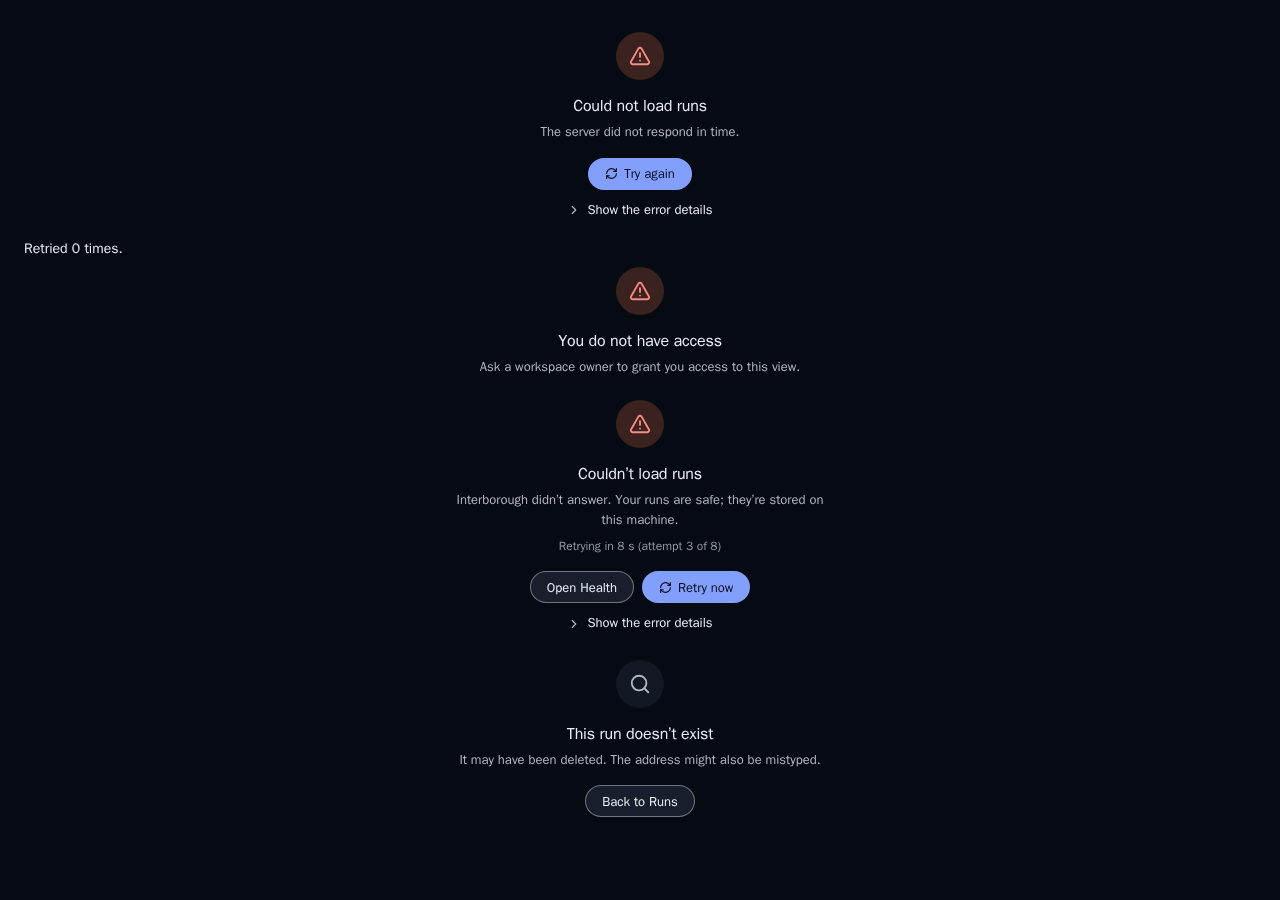 Could not load runs
The server did not respond in time.
Try again
Show the error details
Retried 0 times.
You do not have access
Ask a workspace owner to grant you access to this view.
Couldn’t load runs
Interborough didn’t answer. Your runs are safe; they’re stored on
this machine.
Retrying in 8 s (attempt 3 of 8)
Open Health
Retry now
Show the error details
This run doesn’t exist
It may have been deleted. The address might also be mistyped.
Back to Runs